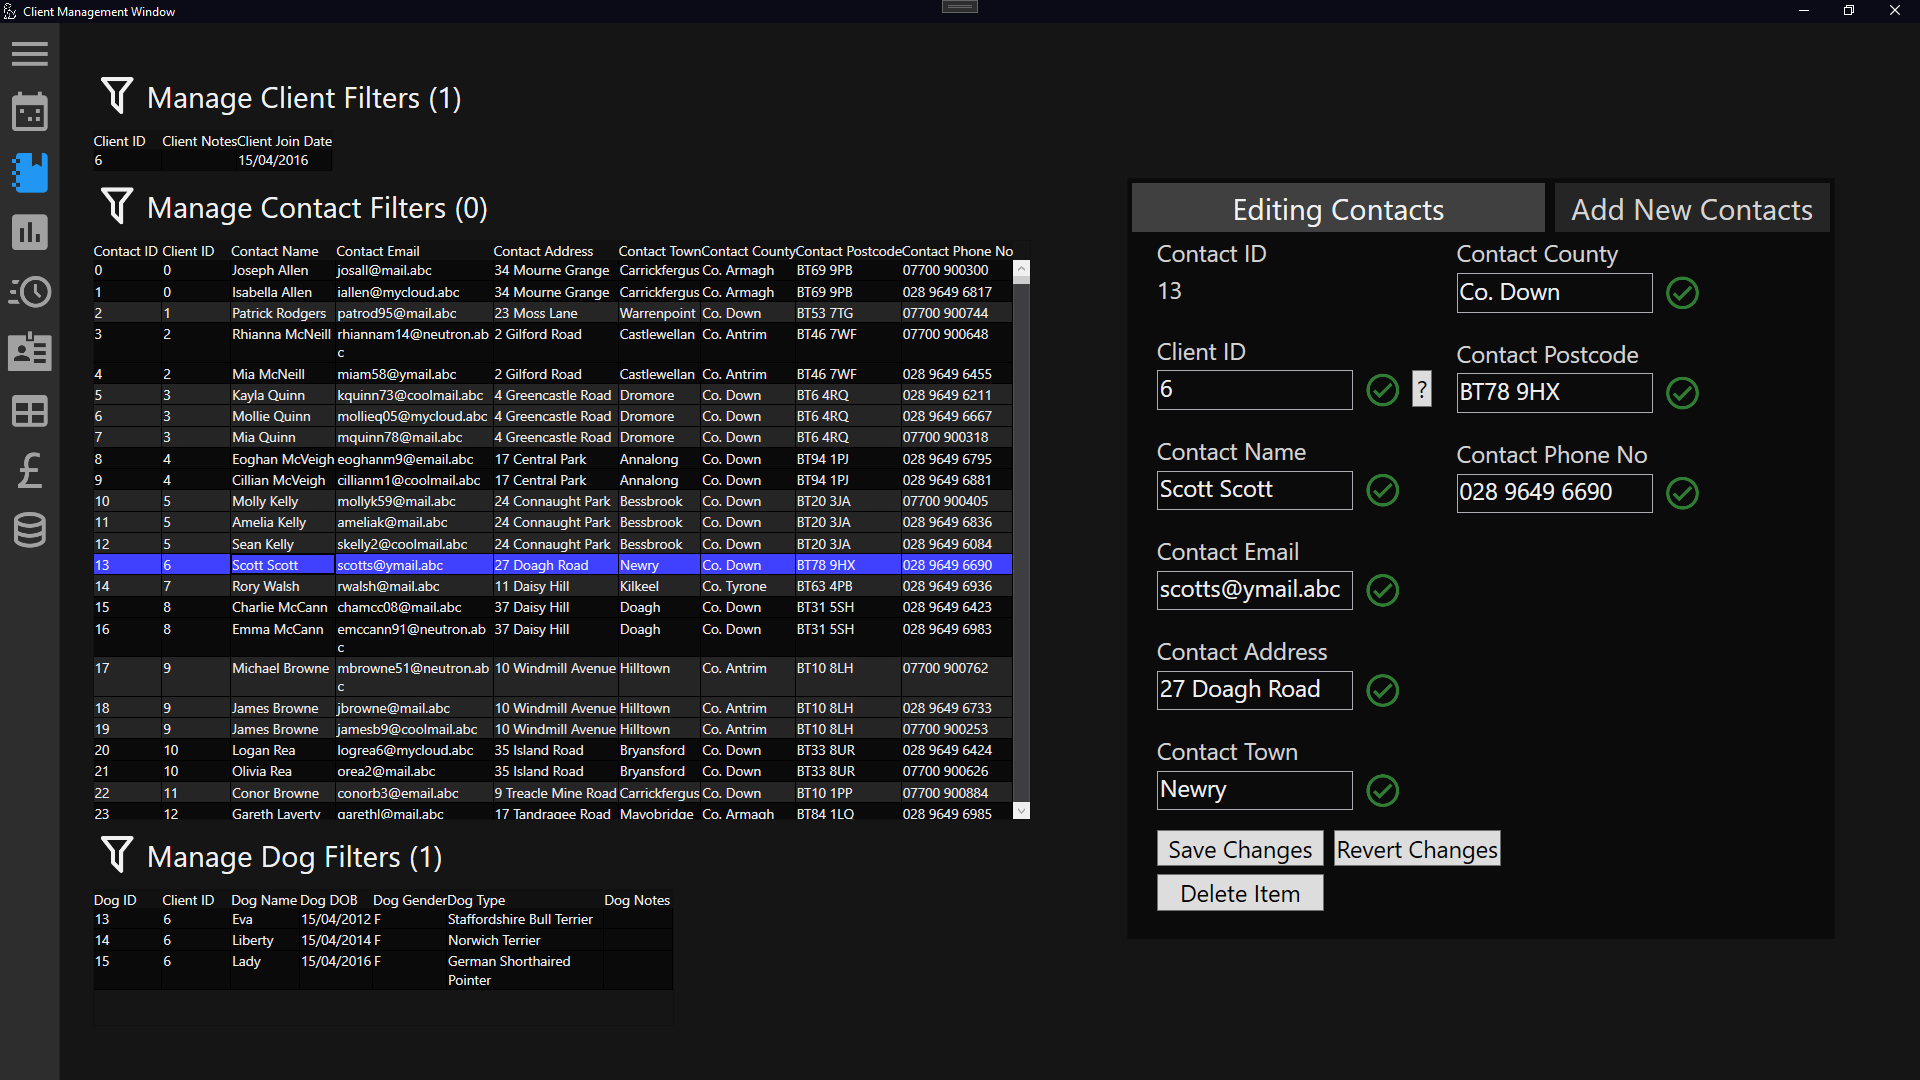 Client Management Window
Manage Client Filters (1)
Client ID Client Notes Client Join Date
6 15/04/2016
Manage Contact Filters (0)
Contact ID Client ID Contact Name Contact Email Contact Address Contact Town Contact County Contact Postcode Contact Phone No
0 0 Joseph Allen josall@mail.abc 34 Mourne Grange Carrickfergus Co. Armagh BT69 9PB 07700 900300
1 0 Isabella Allen iallen@mycloud.abc 34 Mourne Grange Carrickfergus Co. Armagh BT69 9PB 028 9649 6817
2 1 Patrick Rodgers patrod95@mail.abc 23 Moss Lane Warrenpoint Co. Down BT53 7TG 07700 900744
3 2 Rhianna McNeill rhiannam14@neutron.ab 2 Gilford Road Castlewellan Co. Antrim BT46 7WF 07700 900648
c
4 2 Mia McNeill miam58@ymail.abc 2 Gilford Road Castlewellan Co. Antrim BT46 7WF 028 9649 6455
5 3 Kayla Quinn kquinn73@coolmail.abc 4 Greencastle Road Dromore Co. Down BT6 4RQ 028 9649 6211
6 3 Mollie Quinn mollieq05@mycloud.abc 4 Greencastle Road Dromore Co. Down BT6 4RQ 028 9649 6667
7 3 Mia Quinn mquinn78@mail.abc 4 Greencastle Road Dromore Co. Down BT6 4RQ 07700 900318
8 4 Eoghan McVeigh eoghanm9@email.abc 17 Central Park Annalong Co. Down BT94 1PJ 028 9649 6795
9 4 Cillian McVeigh cillianm1@coolmail.abc 17 Central Park Annalong Co. Down BT94 1PJ 028 9649 6881
10 5 Molly Kelly mollyk59@mail.abc 24 Connaught Park Bessbrook Co. Down BT20 3JA 07700 900405
11 5 Amelia Kelly ameliak@mail.abc 24 Connaught Park Bessbrook Co. Down BT20 3JA 028 9649 6836
12 5 Sean Kelly skelly2@coolmail.abc 24 Connaught Park Bessbrook Co. Down BT20 3JA 028 9649 6084
13 6 Scott Scott scotts@ymail.abc 27 Doagh Road Newry Co. Down BT78 9HX 028 9649 6690
14 7 Rory Walsh rwalsh@mail.abc 11 Daisy Hill Kilkeel Co. Tyrone BT63 4PB 028 9649 6936
15 8 Charlie McCann chamcc08@mail.abc 37 Daisy Hill Doagh Co. Down BT31 5SH 028 9649 6423
16 8 Emma McCann emccann91@neutron.ab 37 Daisy Hill Doagh Co. Down BT31 5SH 028 9649 6983
c
17 9 Michael Browne mbrowne51@neutron.ab 10 Windmill Avenue Hilltown Co. Antrim BT10 8LH 07700 900762
c
18 9 James Browne jbrowne@mail.abc 10 Windmill Avenue Hilltown Co. Antrim BT10 8LH 028 9649 6733
19 9 James Browne jamesb9@coolmail.abc 10 Windmill Avenue Hilltown Co. Antrim BT10 8LH 07700 900253
20 10 Logan Rea logrea6@mycloud.abc 35 Island Road Bryansford Co. Down BT33 8UR 028 9649 6424
21 10 Olivia Rea orea2@mail.abc 35 Island Road Bryansford Co. Down BT33 8UR 07700 900626
22 11 Conor Browne conorb3@email.abc 9 Treacle Mine Road Carrickfergus Co. Down BT10 1PP 07700 900884
23 12 Gareth Laverty garethl@mail.abc 17 Tandragee Road Mayobridge Co. Armagh BT84 1LQ 028 9649 6985
Manage Dog Filters (1)
Dog ID Client ID Dog Name Dog DOB Dog Gender Dog Type Dog Notes
13 6 Eva 15/04/2012 F Staffordshire Bull Terrier
14 6 Liberty 15/04/2014 F Norwich Terrier
15 6 Lady 15/04/2016 F German Shorthaired
Pointer
Editing Contacts Add New Contacts
Contact ID
13
Client ID
6 ?
Contact Name
Scott Scott
Contact Email
scotts@ymail.abc
Contact Address
27 Doagh Road
Contact Town
Newry
Contact County
Co. Down
Contact Postcode
BT78 9HX
Contact Phone No
028 9649 6690
Save Changes Revert Changes
Delete Item